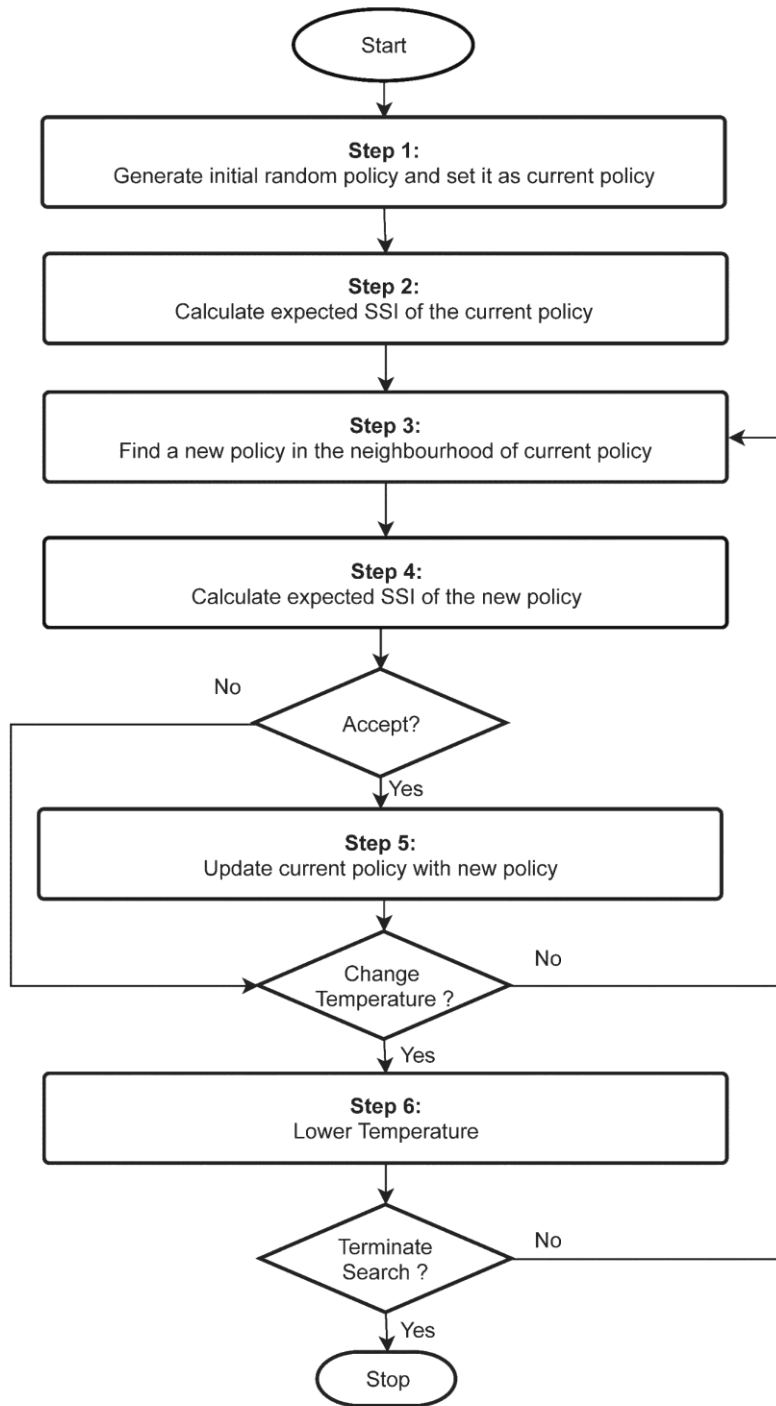 Start
Step 1:
Generate initial random policy and set it as current policy
Step 2:
Calculate expected SSI of the current policy
Step 3:
Find a new policy in the neighbourhood of current policy
Step 4:
Calculate expected SSI of the new policy
No
Accept?
Yes
Step 5:
Update current policy with new policy
Change
Temperature ?
No
Yes
Step 6:
Lower Temperature
Terminate
Search ?
No
Yes
Stop